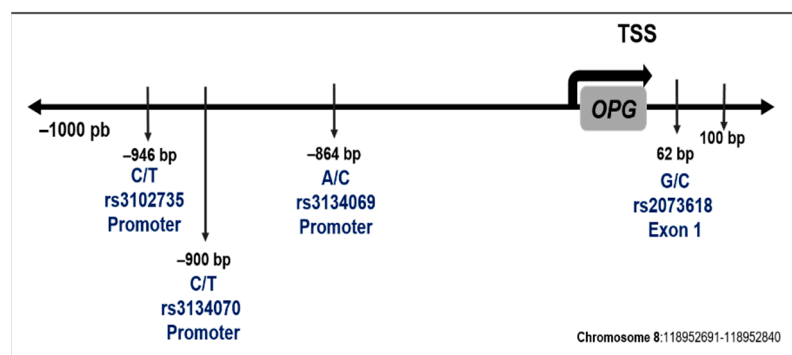 TSS
OPG
–1000 pb
–946 bp
C/T
rs3102735
Promoter
–900 bp
C/T
rs3134070
Promoter
–864 bp
A/C
rs3134069
Promoter
62 bp
G/C
rs2073618
Exon 1
100 bp
Chromosome 8:118952691-118952840